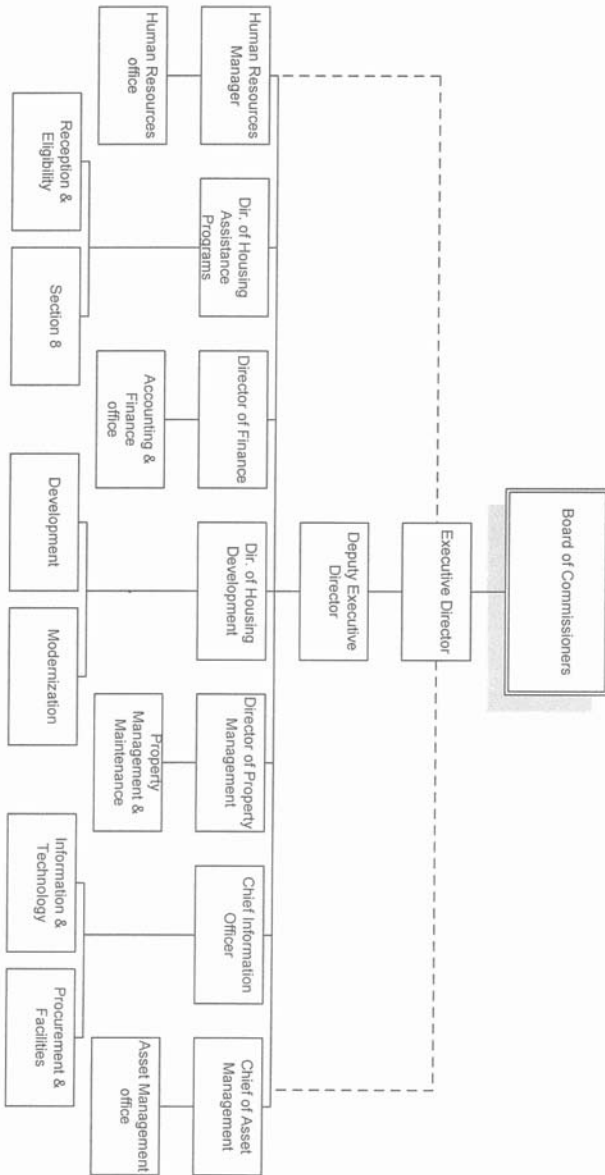 Board of Commissioners
Executive Director
Deputy Executive
Director
Human Resources
Manager
Dir. of Housing
Assistance
Programs
Director of Finance
Dir. of Housing
Development
Director of Property
Management
Chief Information
Officer
Chief of Asset
Management
Human Resources
office
Accounting &
Finance
office
Property
Management &
Maintenance
Asset Management
office
Reception &
Eligibility
Section 8
Development
Modernization
Information &
Technology
Procurement &
Facilities